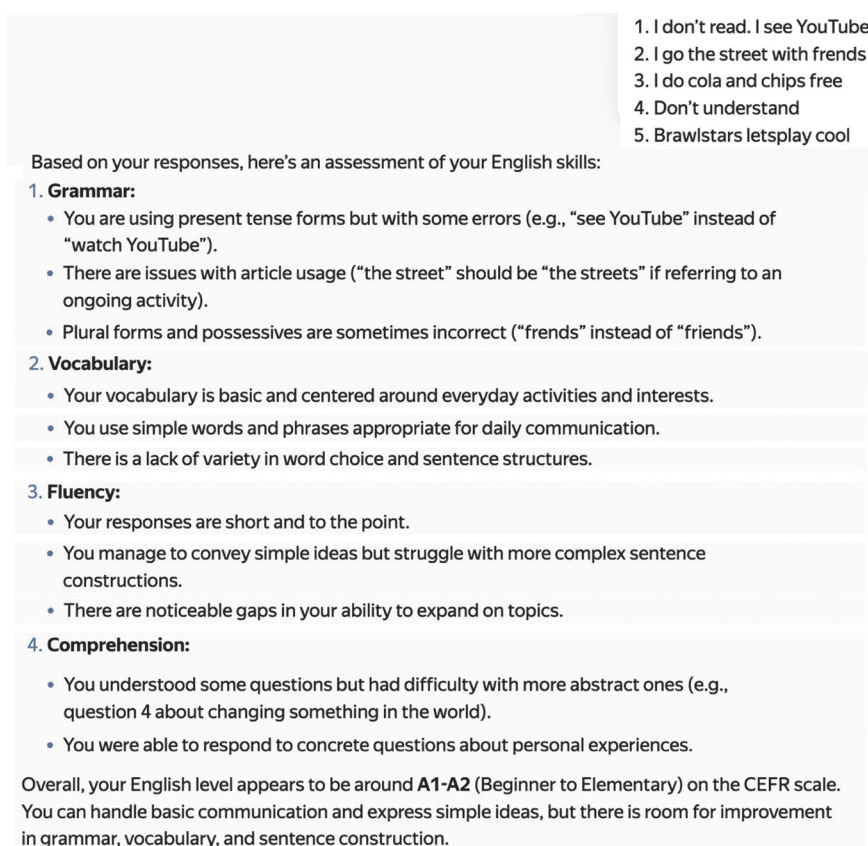 1. I don't read. I see YouTube
2. I go the street with frends
3. I do cola and chips free
4. Don't understand
5. Brawlstars letsplay cool
Based on your responses, here's an assessment of your English skills:
1. Grammar:
• You are using present tense forms but with some errors (e.g., “see YouTube” instead of
“watch YouTube”).
• There are issues with article usage (“the street” should be “the streets” if referring to an
ongoing activity).
• Plural forms and possessives are sometimes incorrect (“frends” instead of “friends”).
2. Vocabulary:
• Your vocabulary is basic and centered around everyday activities and interests.
• You use simple words and phrases appropriate for daily communication.
• There is a lack of variety in word choice and sentence structures.
3. Fluency:
• Your responses are short and to the point.
• You manage to convey simple ideas but struggle with more complex sentence
constructions.
• There are noticeable gaps in your ability to expand on topics.
4. Comprehension:
• You understood some questions but had difficulty with more abstract ones (e.g.,
question 4 about changing something in the world).
• You were able to respond to concrete questions about personal experiences.
Overall, your English level appears to be around A1-A2 (Beginner to Elementary) on the CEFR scale.
You can handle basic communication and express simple ideas, but there is room for improvement
in grammar, vocabulary, and sentence construction.